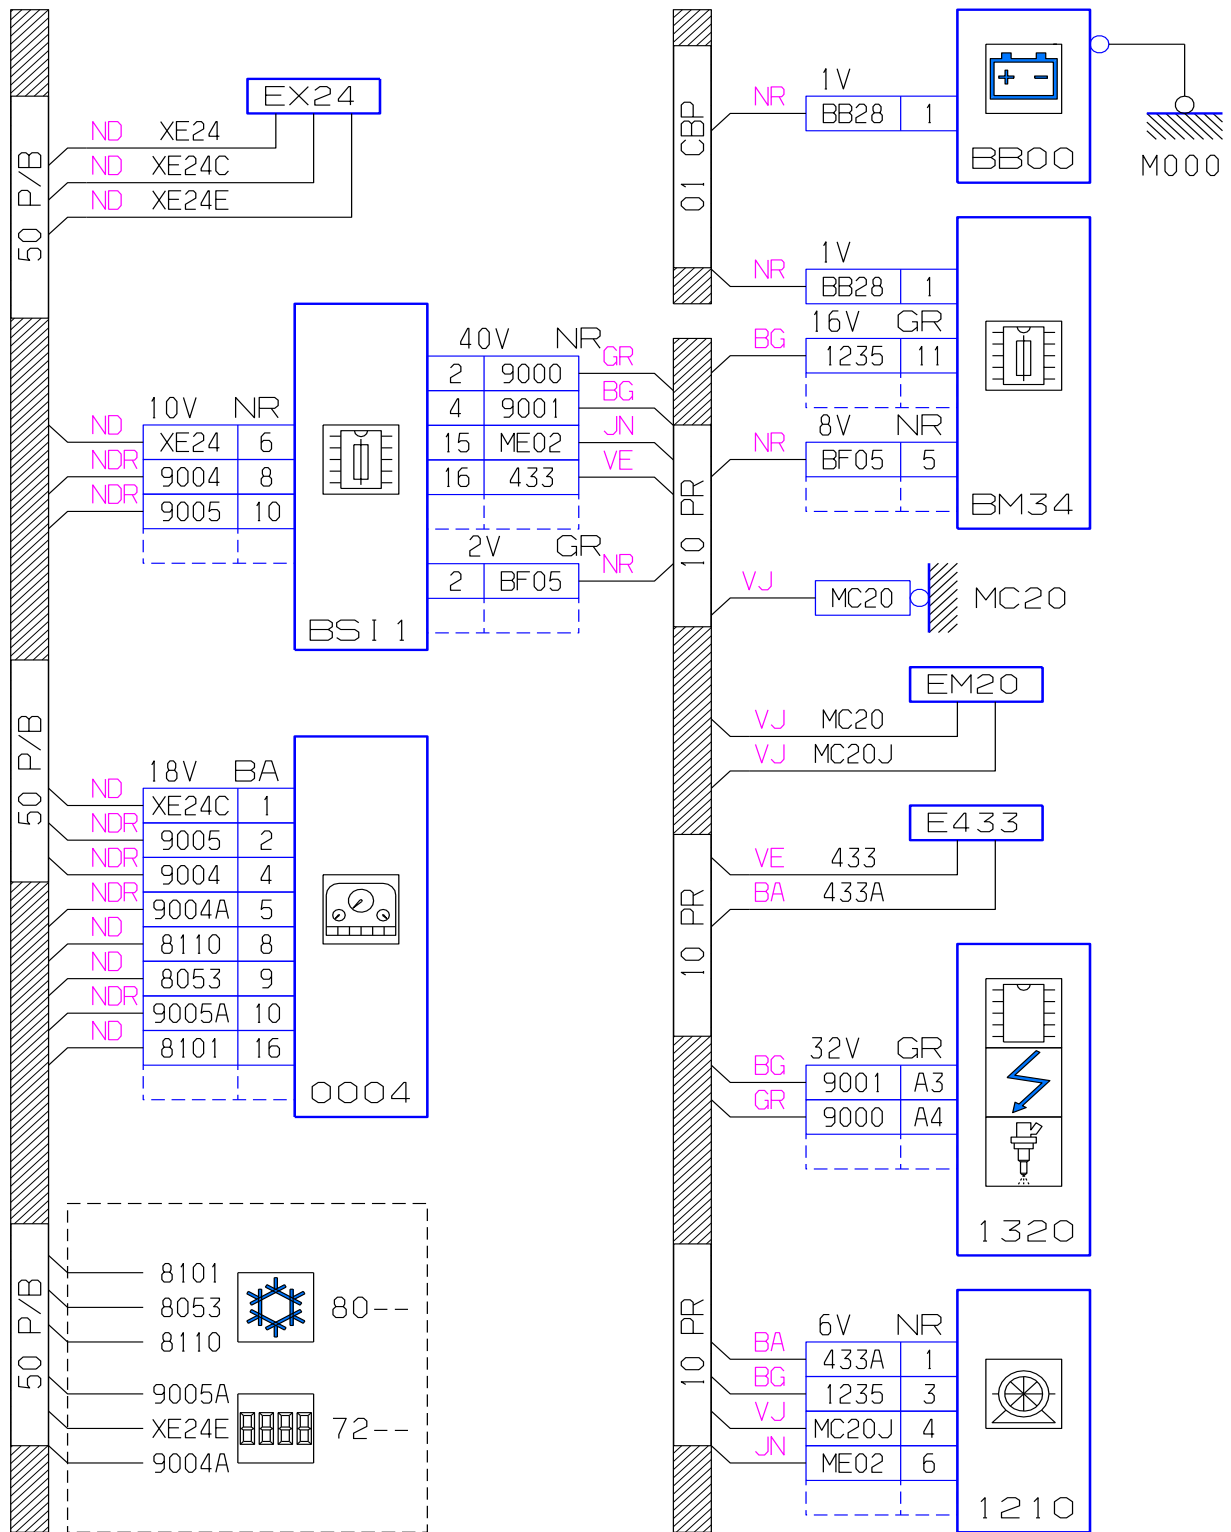 50 P/B
EX24
ND XE24
ND XE24C
ND XE24E
10V NR
ND XE24 6
NDR 9004 8
NDR 9005 10
BSI1
40V NR
2 9000 GR
4 9001 BG
15 ME02 JN
16 433 VE
2V GR
2 BF05 NR
50 P/B
18V BA
ND XE24C 1
NDR 9005 2
NDR 9004 4
NDR 9004A 5
ND 8110 8
ND 8053 9
NDR 9005A 10
ND 8101 16
0004
50 P/B
8101
8053 80--
8110
9005A
XE24E 72--
9004A
01 CBP
1V
NR BB28 1
+ -
BB00
M000
1V
NR BB28 1
16V GR
BG 1235 11
8V NR
NR BF05 5
BM34
10 PR
VJ MC20 MC20
EM20
VJ MC20
VJ MC20J
E433
VE 433
BA 433A
10 PR
32V GR
BG 9001 A3
GR 9000 A4
1320
10 PR
6V NR
BA 433A 1
BG 1235 3
VJ MC20J 4
JN ME02 6
1210